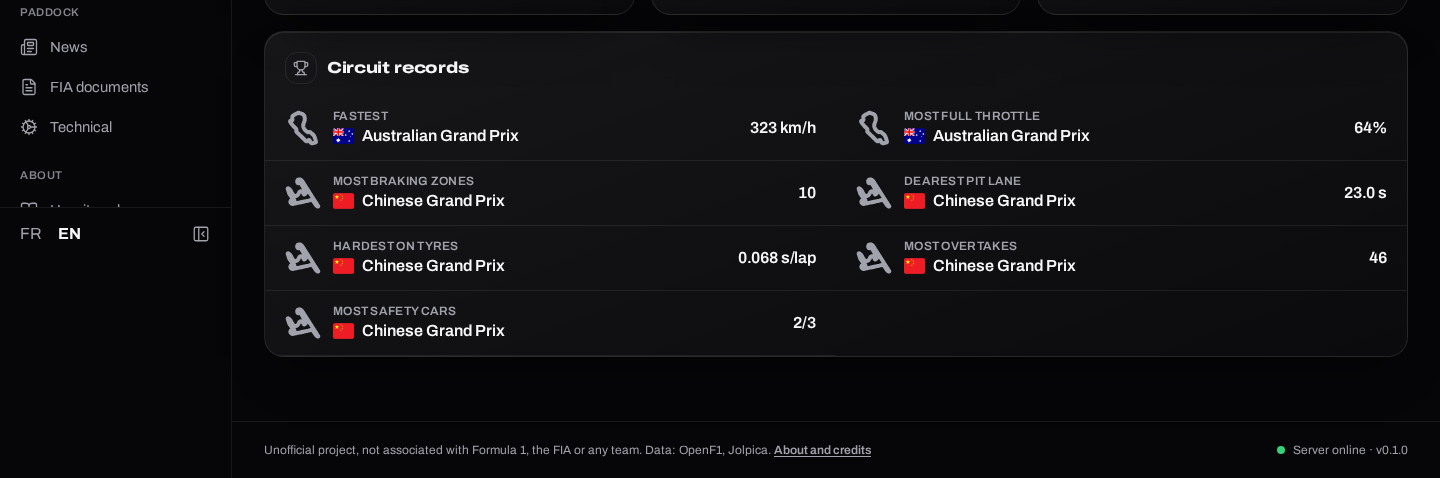 PADDOCK
News
FIA documents
Technical
ABOUT
FR EN
Circuit records
FASTEST
Australian Grand Prix
323 km/h
MOST FULL THROTTLE
Australian Grand Prix
64%
MOST BRAKING ZONES
Chinese Grand Prix
10
DEAREST PIT LANE
Chinese Grand Prix
23.0 s
HARDEST ON TYRES
Chinese Grand Prix
0.068 s/lap
MOST OVERTAKES
Chinese Grand Prix
46
MOST SAFETY CARS
Chinese Grand Prix
2/3
Unofficial project, not associated with Formula 1, the FIA or any team. Data: OpenF1, Jolpica. About and credits
Server online · v0.1.0